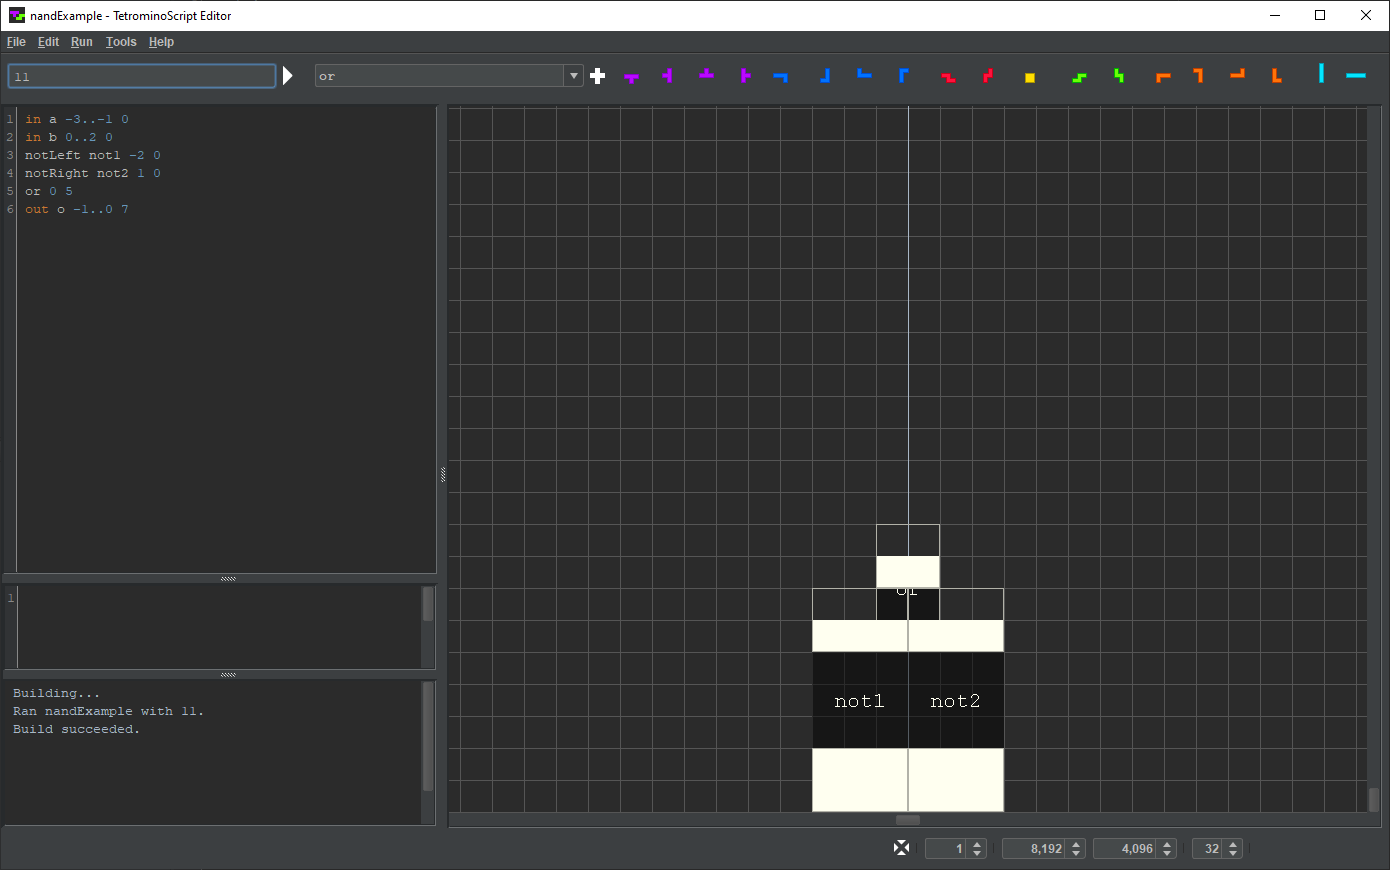 nandExample - TetrominoScript Editor
File Edit Run Tools Help
11 or
1 in a -3..-1 0
2 in b 0..2 0
3 notLeft not1 -2 0
4 notRight not2 1 0
5 or 0 5
6 out o -1..0 7
or
not1 not2
1
Building...
Ran nandExample with 11.
Build succeeded.
1 8,192 4,096 32